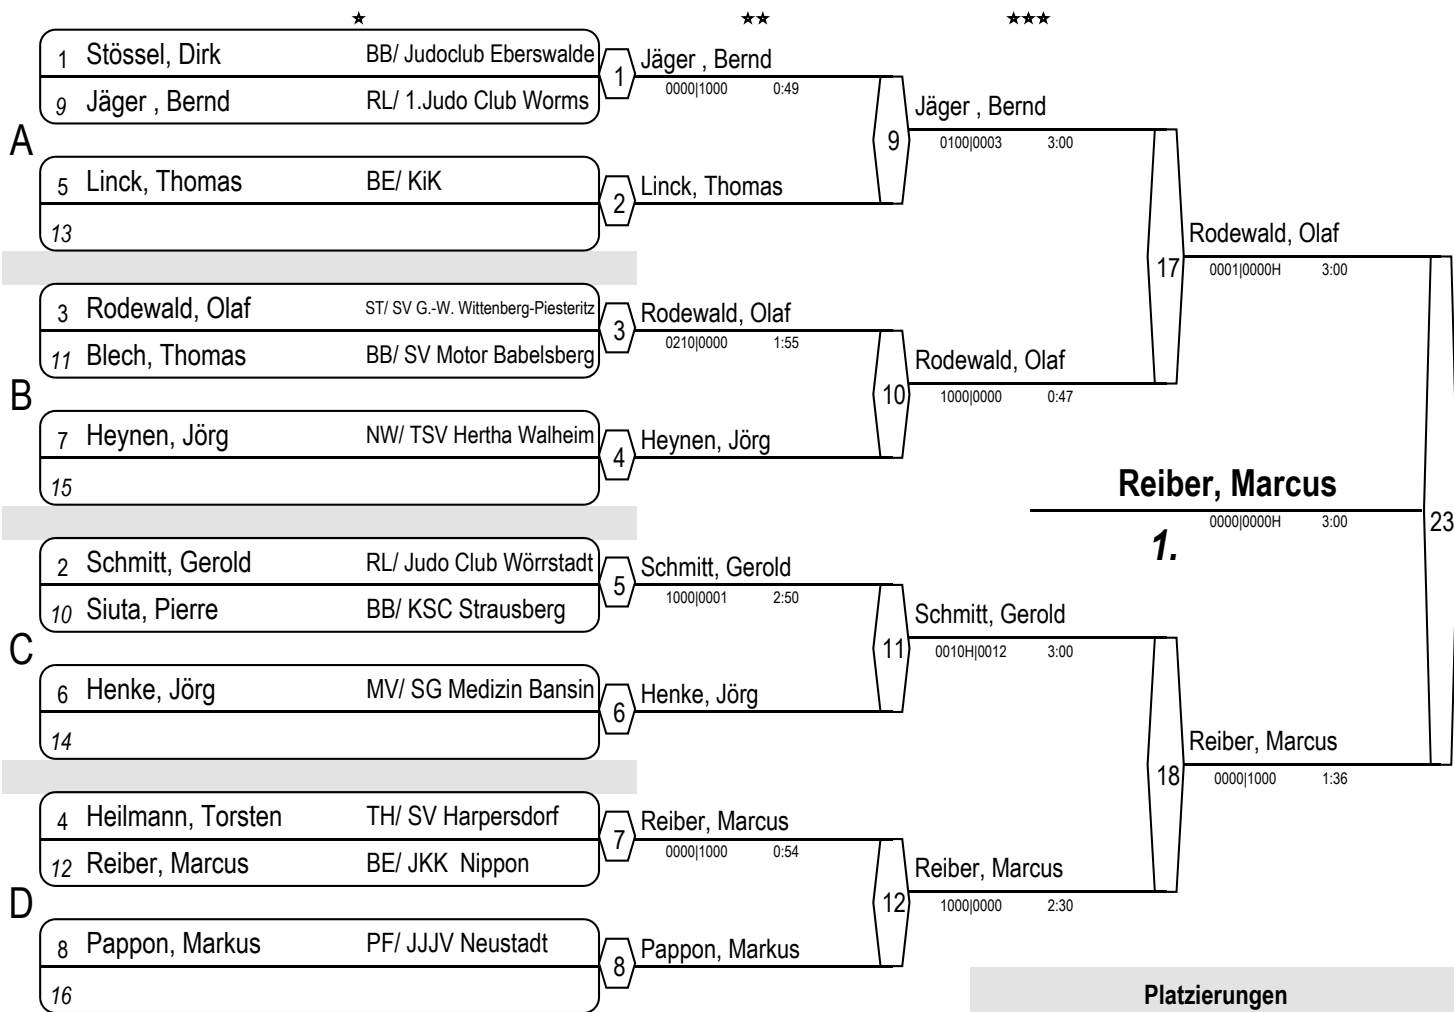 ★ ★★ ★★★
1 Stössel, Dirk BB/ Judoclub Eberswalde
9 Jäger , Bernd RL/ 1.Judo Club Worms
1 Jäger , Bernd
0000|1000 0:49
A
5 Linck, Thomas BE/ KiK
13
2 Linck, Thomas
9 Jäger , Bernd
0100|0003 3:00
3 Rodewald, Olaf ST/ SV G.-W. Wittenberg-Piesteritz
11 Blech, Thomas BB/ SV Motor Babelsberg
3 Rodewald, Olaf
0210|0000 1:55
B
7 Heynen, Jörg NW/ TSV Hertha Walheim
15
4 Heynen, Jörg
10 Rodewald, Olaf
1000|0000 0:47
17 Rodewald, Olaf
0001|0000H 3:00
Reiber, Marcus
0000|0000H 3:00
1.
23
2 Schmitt, Gerold RL/ Judo Club Wörrstadt
10 Siuta, Pierre BB/ KSC Strausberg
5 Schmitt, Gerold
1000|0001 2:50
C
6 Henke, Jörg MV/ SG Medizin Bansin
14
6 Henke, Jörg
11 Schmitt, Gerold
0010H|0012 3:00
4 Heilmann, Torsten TH/ SV Harpersdorf
12 Reiber, Marcus BE/ JKK Nippon
7 Reiber, Marcus
0000|1000 0:54
D
8 Pappon, Markus PF/ JJJV Neustadt
16
8 Pappon, Markus
12 Reiber, Marcus
1000|0000 2:30
18 Reiber, Marcus
0000|1000 1:36
Platzierungen